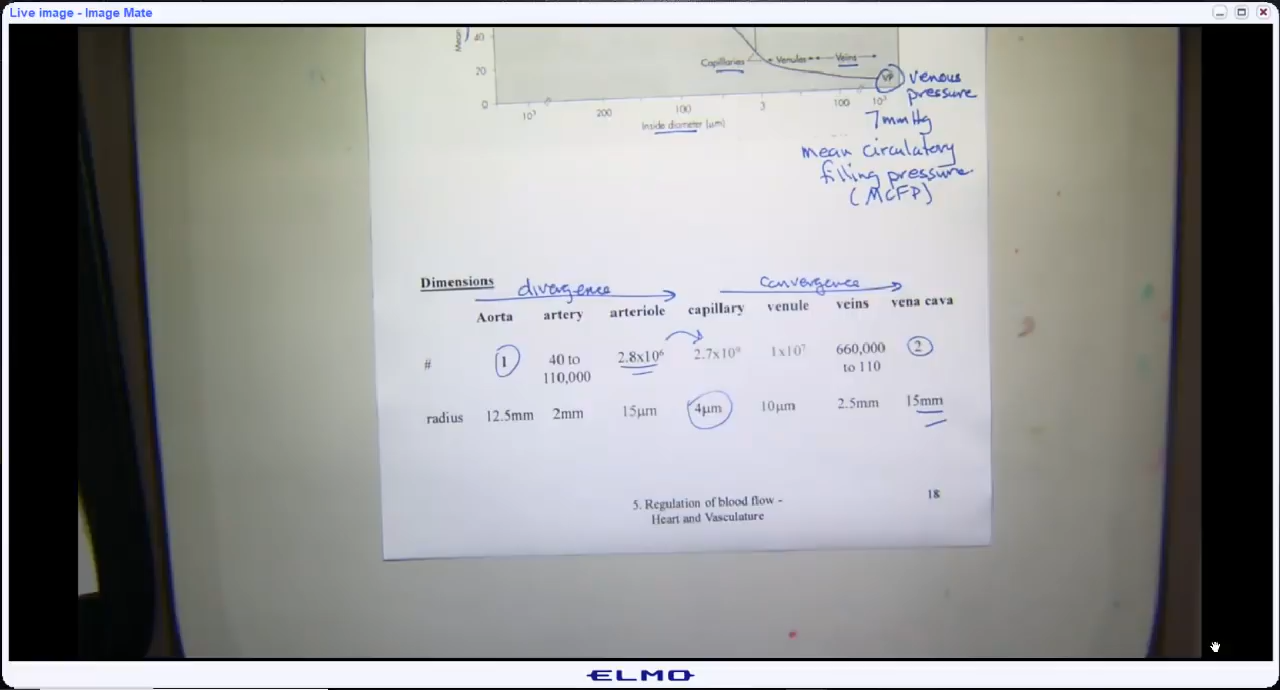 Live image - Image Mate
Mean
40
20
0
Capillaries Venules Veins
VP venous
pressure
10³ 200 100 3 100 10³
Inside diameter (µm)
7 mmHg
mean circulatory
filling pressure
(MCFP)
Dimensions divergence convergence
Aorta artery arteriole capillary venule veins vena cava
# 1 40 to 2.8x10⁶ 2.7x10⁹ 1x10⁷ 660,000 2
110,000 to 110
radius 12.5mm 2mm 15µm 4µm 10µm 2.5mm 15mm
5. Regulation of blood flow -
Heart and Vasculature
18
ELMO